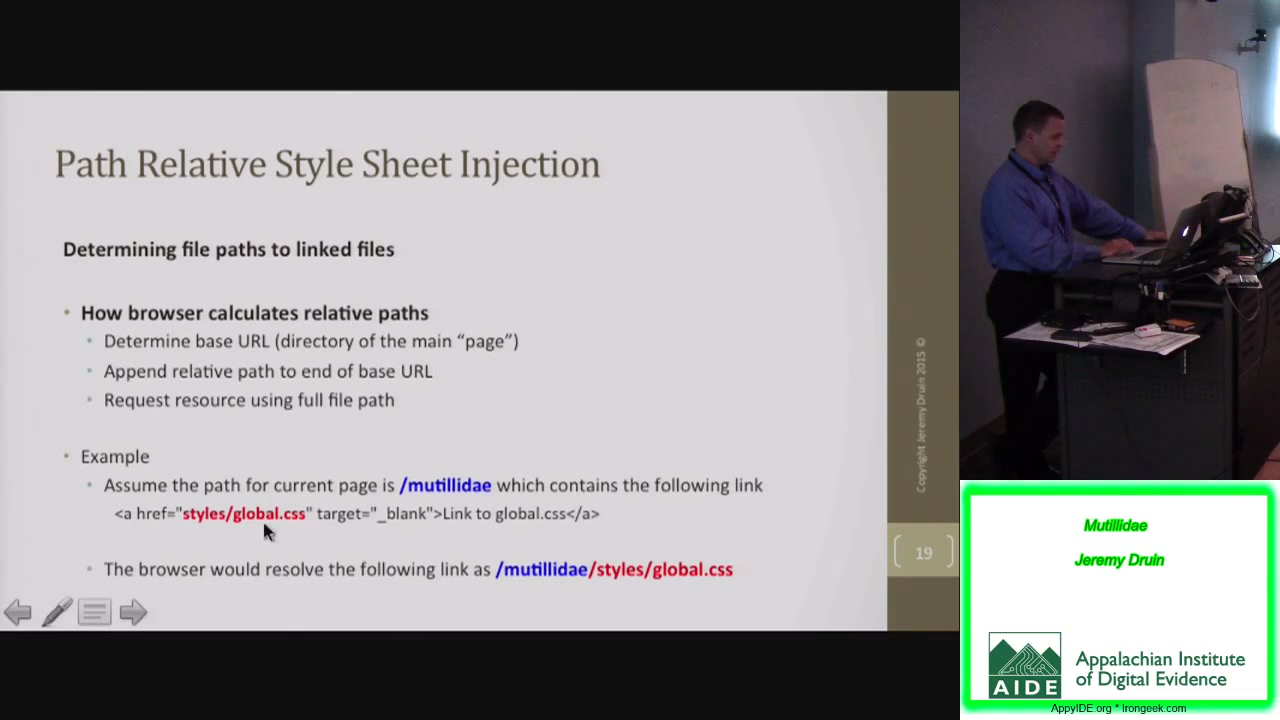 Path Relative Style Sheet Injection
Determining file paths to linked files
• How browser calculates relative paths
• Determine base URL (directory of the main “page”)
• Append relative path to end of base URL
• Request resource using full file path
• Example
• Assume the path for current page is /mutillidae which contains the following link
<a href="styles/global.css" target="_blank">Link to global.css</a>
• The browser would resolve the following link as /mutillidae/styles/global.css
Copyright Jeremy Druin 2015 ©
19
Mutillidae
Jeremy Druin
AIDE
Appalachian Institute
of Digital Evidence
AppyIDE.org * Irongeek.com